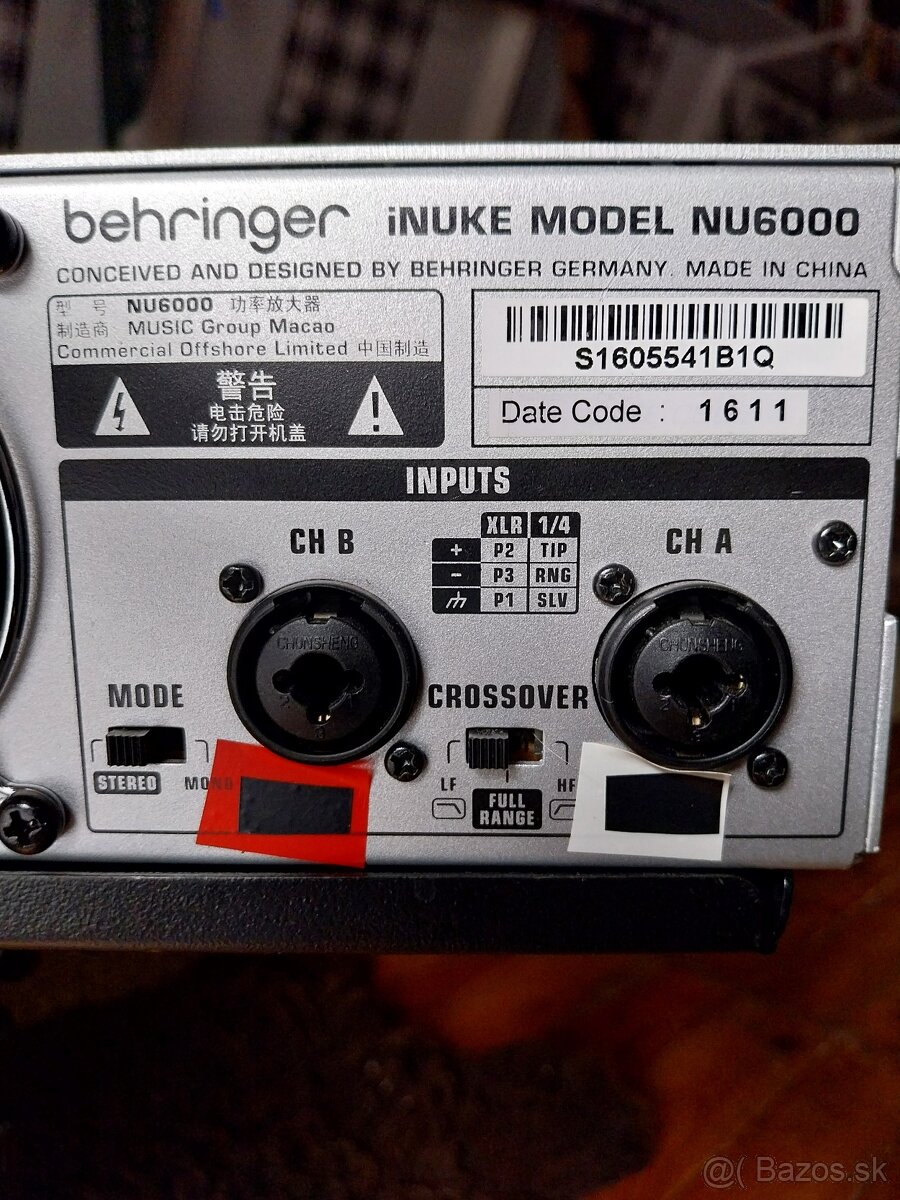 behringer iNUKE MODEL NU6000
CONCEIVED AND DESIGNED BY BEHRINGER GERMANY. MADE IN CHINA
型 号 NU6000 功率放大器
制造商 MUSIC Group Macao
Commercial Offshore Limited 中国制造
警告
电击危险
请勿打开机盖
S1605541B1Q
Date Code : 1611
INPUTS
CH B
XLR 1/4
+ P2 TIP
- P3 RNG
P1 SLV
CH A
CHUNSHENG
CHUNSHENG
MODE
STEREO MONO
CROSSOVER
LF FULL RANGE HF
@( Bazos.sk